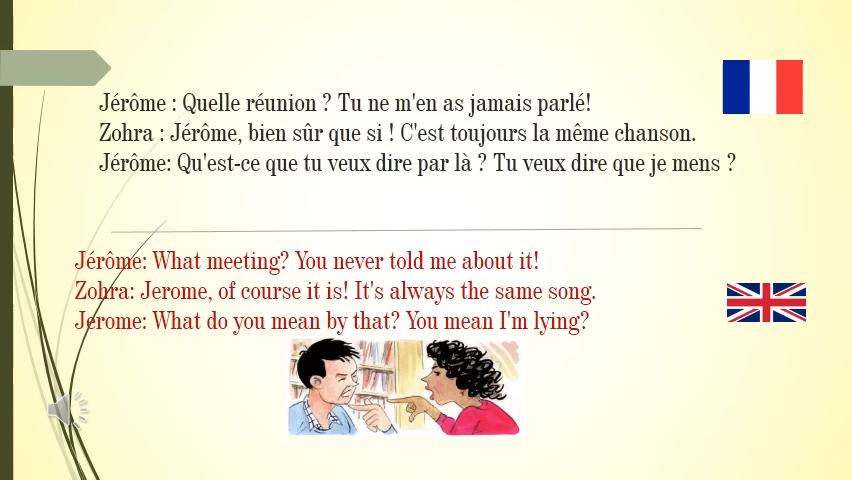 Jérôme : Quelle réunion ? Tu ne m'en as jamais parlé!
Zohra : Jérôme, bien sûr que si ! C'est toujours la même chanson.
Jérôme: Qu'est-ce que tu veux dire par là ? Tu veux dire que je mens ?
Jérôme: What meeting? You never told me about it!
Zohra: Jerome, of course it is! It's always the same song.
Jerome: What do you mean by that? You mean I'm lying?